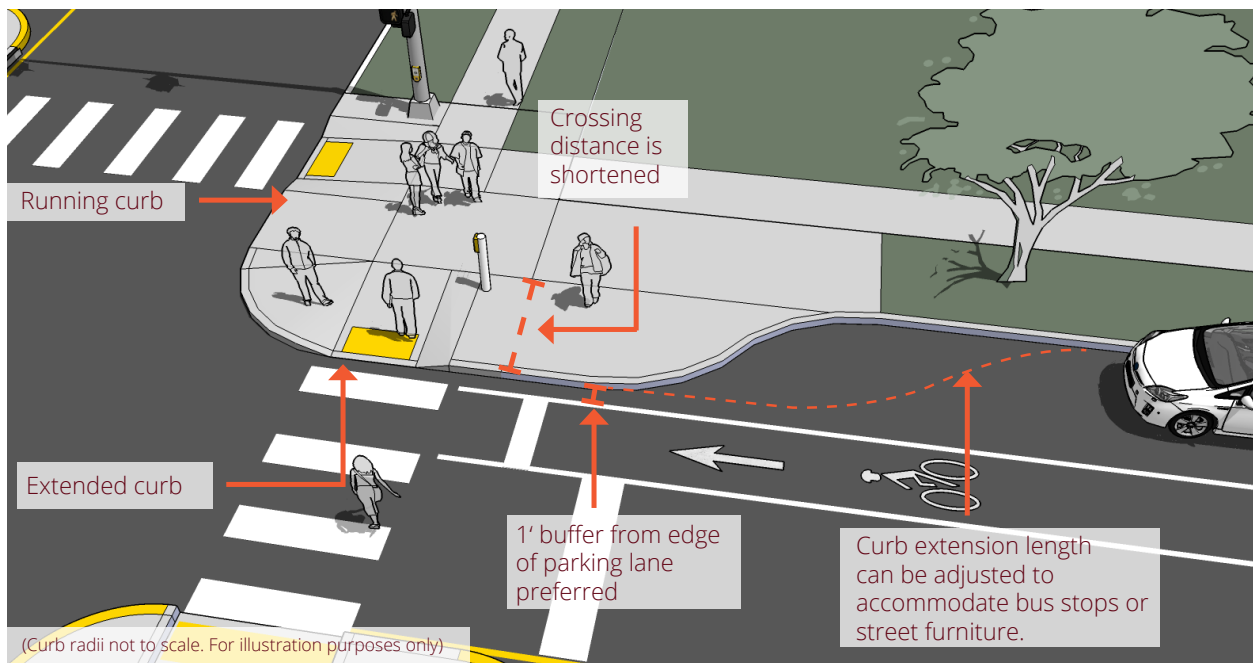 Crossing
distance is
shortened
Running curb
Extended curb
1‘ buffer from edge
of parking lane
preferred
Curb extension length
can be adjusted to
accommodate bus stops or
street furniture.
(Curb radii not to scale. For illustration purposes only)